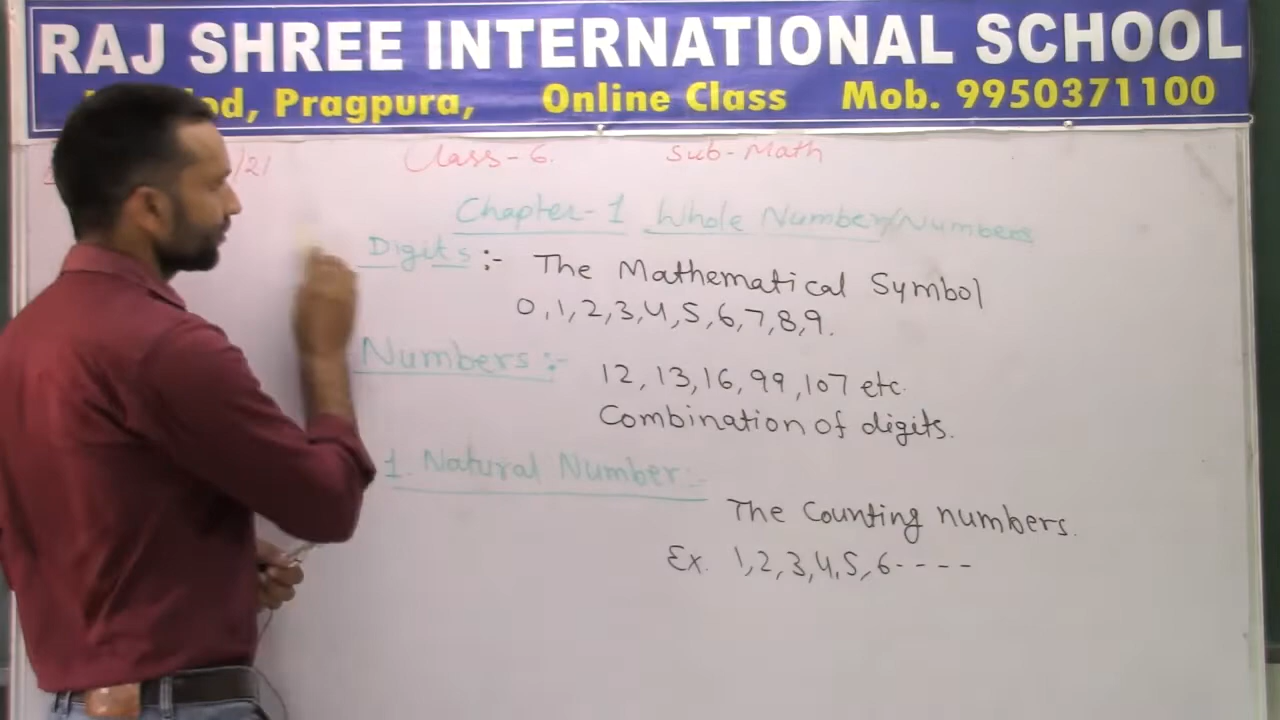 RAJ SHREE INTERNATIONAL SCHOOL
Pragpura, Online Class Mob. 9950371100
/21 Class-6. Sub-Math
Chapter-1 Whole Number/Numbers
Digits :- The Mathematical Symbol
0,1,2,3,4,5,6,7,8,9.
Numbers :- 12, 13, 16, 99, 107 etc.
Combination of digits.
1. Natural Number:-
The Counting numbers.
Ex. 1,2,3,4,5,6----